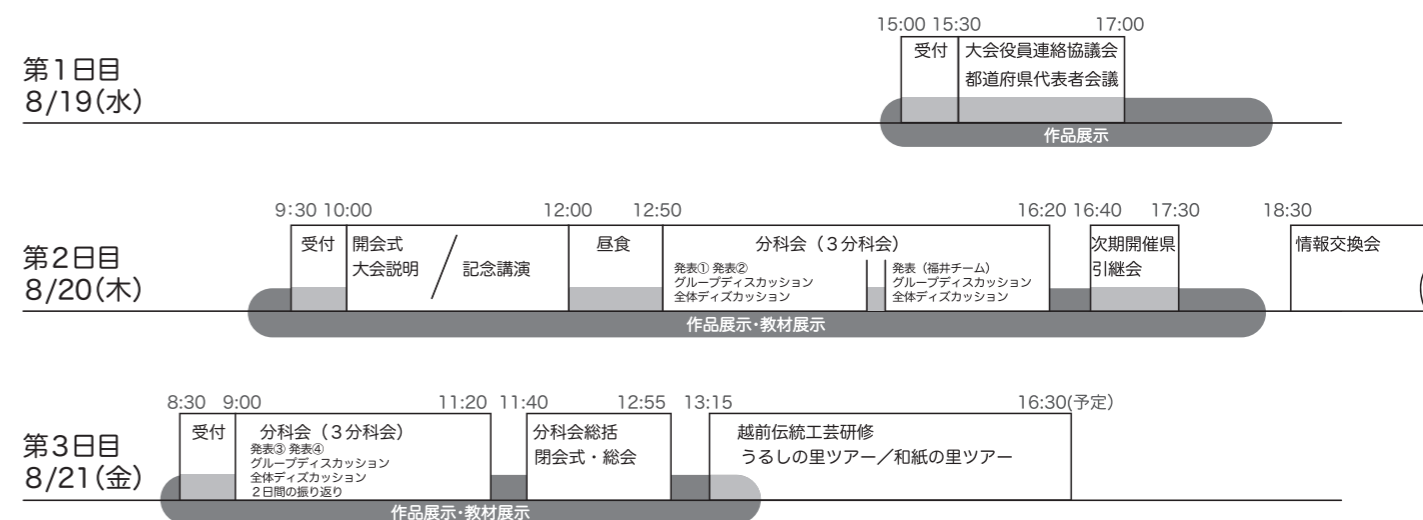 15:00 15:30 17:00
第1日目
8/19(水)
受付
大会役員連絡協議会
都道府県代表者会議
作品展示
9:30 10:00 12:00 12:50 16:20 16:40 17:30 18:30
第2日目
8/20(木)
受付
開会式
大会説明
記念講演
昼食
分科会（３分科会）
発表① 発表②
グループディスカッション
全体ディズカッション
発表（福井チーム）
グループディスカッション
全体ディズカッション
次期開催県
引継会
情報交換会
作品展示・教材展示
8:30 9:00 11:20 11:40 12:55 13:15 16:30(予定)
第3日目
8/21(金)
受付
分科会（３分科会）
発表③ 発表④
グループディスカッション
全体ディズカッション
２日間の振り返り
分科会総括
閉会式・総会
越前伝統工芸研修
うるしの里ツアー／和紙の里ツアー
作品展示・教材展示